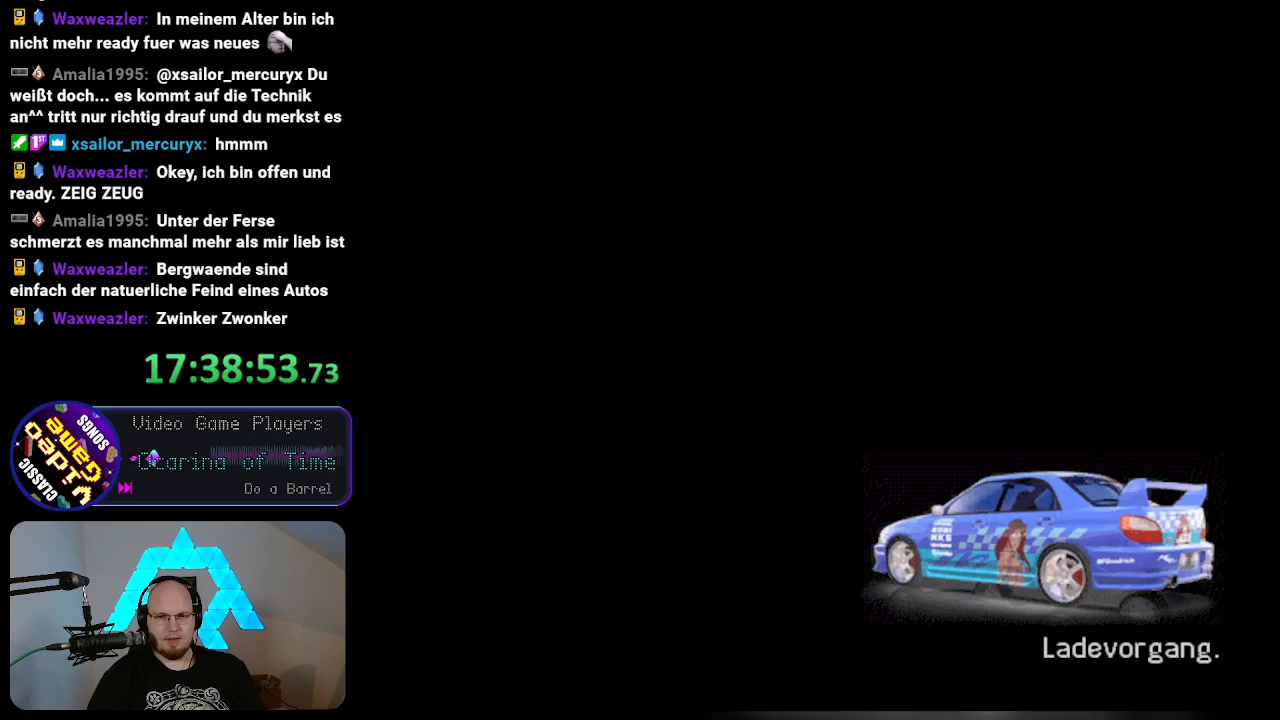 Waxweazler: In meinem Alter bin ich
nicht mehr ready fuer was neues
Amalia1995: @xsailor_mercuryx Du
weißt doch... es kommt auf die Technik
an^^ tritt nur richtig drauf und du merkst es
xsailor_mercuryx: hmmm
Waxweazler: Okey, ich bin offen und
ready. ZEIG ZEUG
Amalia1995: Unter der Ferse
schmerzt es manchmal mehr als mir lieb ist
Waxweazler: Bergwaende sind
einfach der natuerliche Feind eines Autos
Waxweazler: Zwinker Zwonker
17:38:53.73
Video Game Players
Ocarina of Time
Do a Barrel
CLASSIC
Video
Game
SONGS
HKS
BFGoodrich
Ladevorgang.